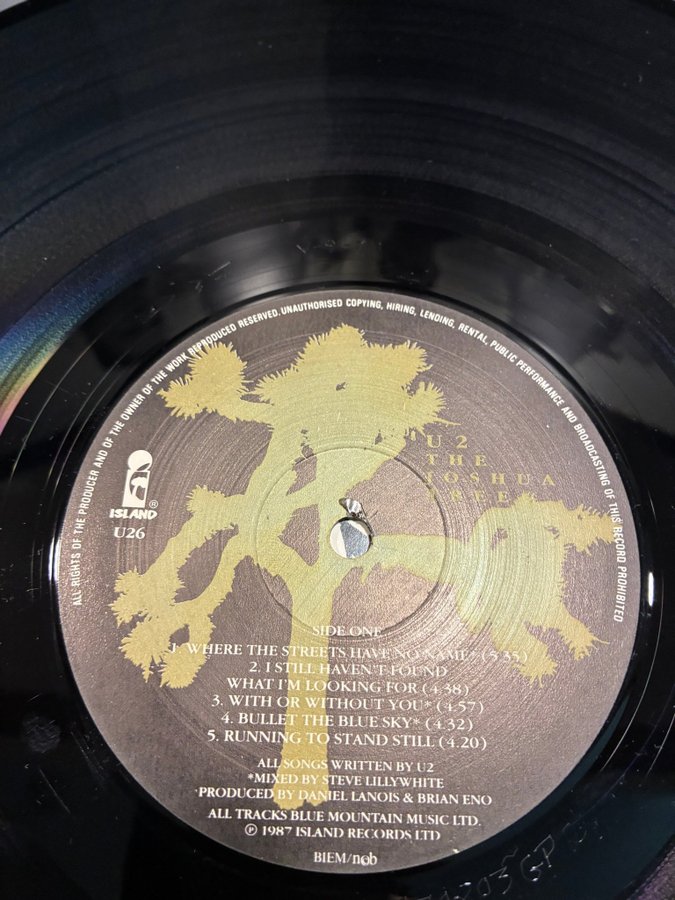 ALL RIGHTS OF THE PRODUCER AND OF THE OWNER OF THE WORK REPRODUCED RESERVED. UNAUTHORISED COPYING, HIRING, LENDING, RENTAL, PUBLIC PERFORMANCE AND BROADCASTING OF THIS RECORD PROHIBITED
U2
THE
JOSHUA
TREE
ISLAND®
U26
SIDE ONE
1. WHERE THE STREETS HAVE NO NAME* (5.35)
2. I STILL HAVEN'T FOUND
WHAT I'M LOOKING FOR (4.38)
3. WITH OR WITHOUT YOU* (4.57)
4. BULLET THE BLUE SKY* (4.32)
5. RUNNING TO STAND STILL (4.20)
ALL SONGS WRITTEN BY U2
*MIXED BY STEVE LILLYWHITE
PRODUCED BY DANIEL LANOIS & BRIAN ENO
ALL TRACKS BLUE MOUNTAIN MUSIC LTD.
℗ 1987 ISLAND RECORDS LTD
BIEM/ncb